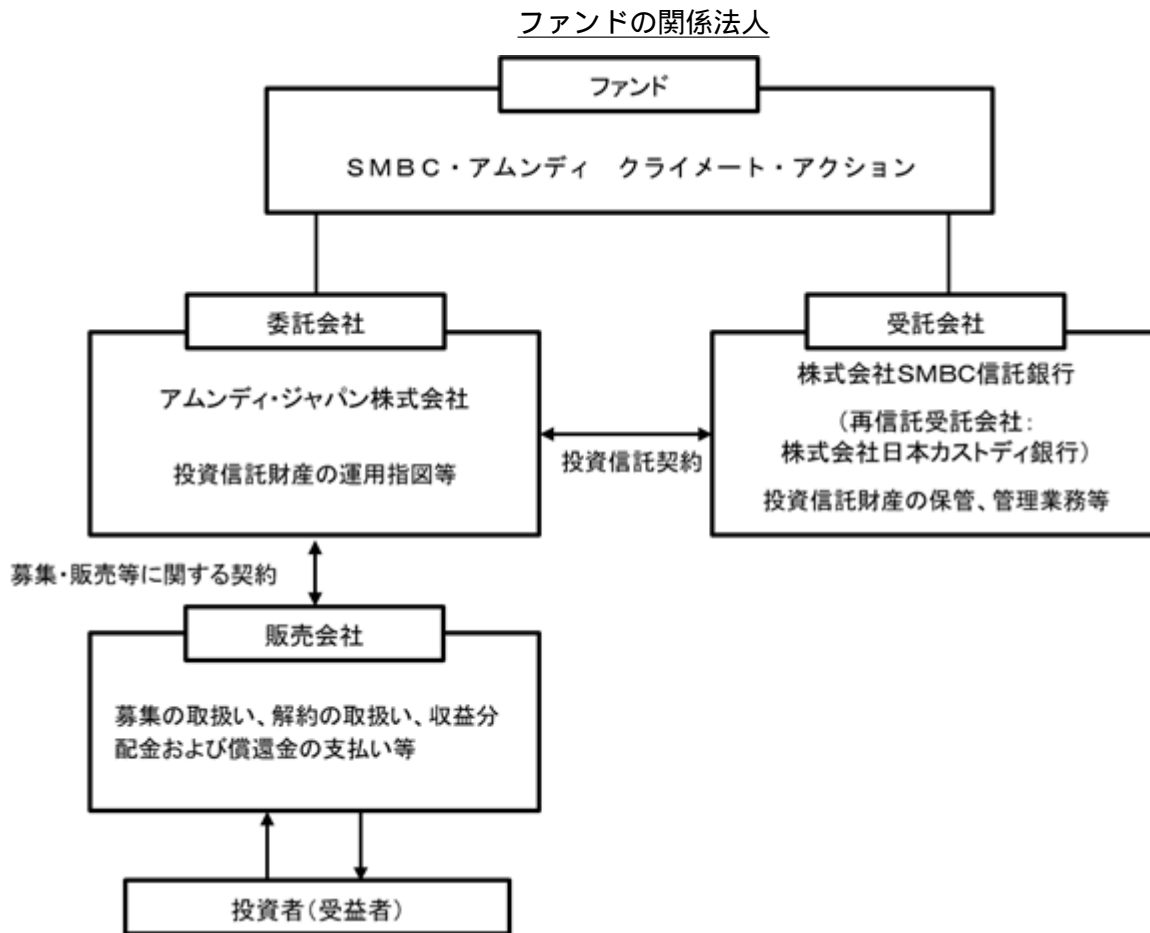 ファンドの関係法人
ファンド
SMBC・アムンディ　クライメート・アクション
委託会社
アムンディ・ジャパン株式会社
投資信託財産の運用指図等
投資信託契約
受託会社
株式会社SMBC信託銀行
（再信託受託会社：
株式会社日本カストディ銀行）
投資信託財産の保管、管理業務等
募集・販売等に関する契約
販売会社
募集の取扱い、解約の取扱い、収益分
配金および償還金の支払い等
投資者（受益者）